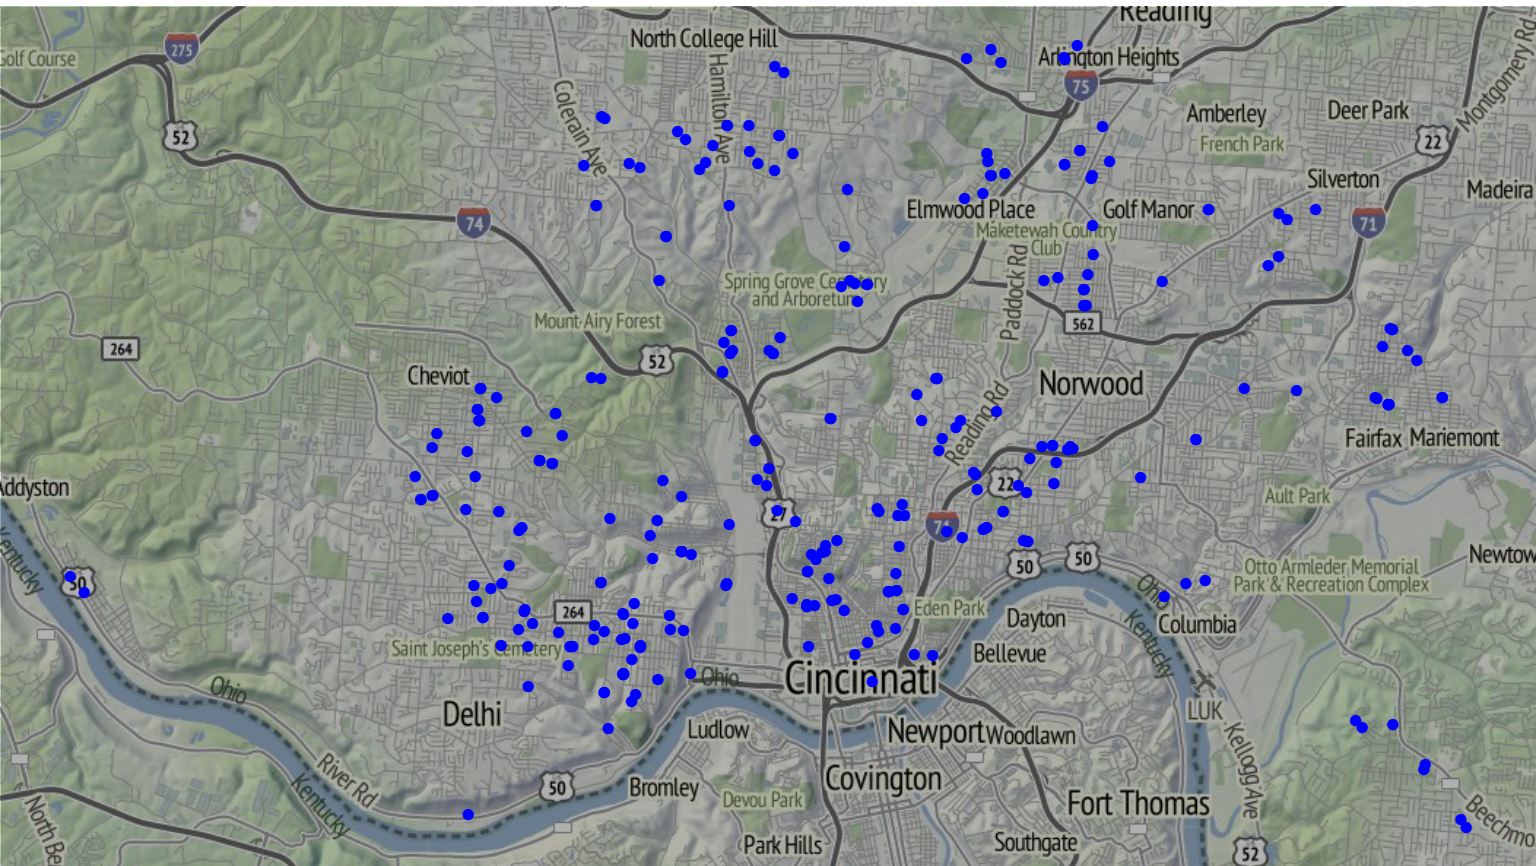 Reading
North College Hill
275
Golf Course
Arlington Heights
75
Colerain Ave
Hamilton Ave
Montgomery Rd
Amberley
Deer Park
52
French Park
22
Silverton
Madeira
Elmwood Place
Golf Manor
74
71
Maketewah Country
Club
Paddock Rd
Spring Grove Cemetery
and Arboretum
Mount Airy Forest
562
264
52
Cheviot
Norwood
Reading Rd
Fairfax
Mariemont
Addyston
22
Ault Park
27
71
Kentucky
50
50
50
Otto Armleder Memorial
Park & Recreation Complex
Ohio
264
Eden Park
Dayton
Kentucky
Columbia
Saint Joseph's Cemetery
Bellevue
Ohio
Cincinnati
Ohio
Delhi
LUK
Ludlow
Newport
Woodlawn
Kellogg Ave
River Rd
Kentucky
50
Bromley
Covington
Devou Park
Fort Thomas
Park Hills
Southgate
52